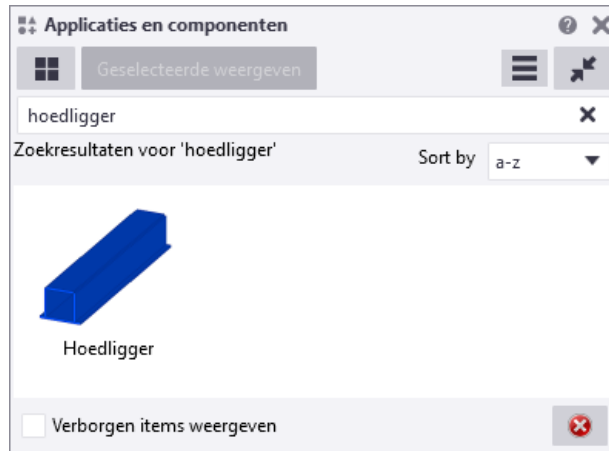 Applicaties en componenten
Geselecteerde weergeven
hoedligger
Zoekresultaten voor 'hoedligger' Sort by a-z
Hoedligger
Verborgen items weergeven